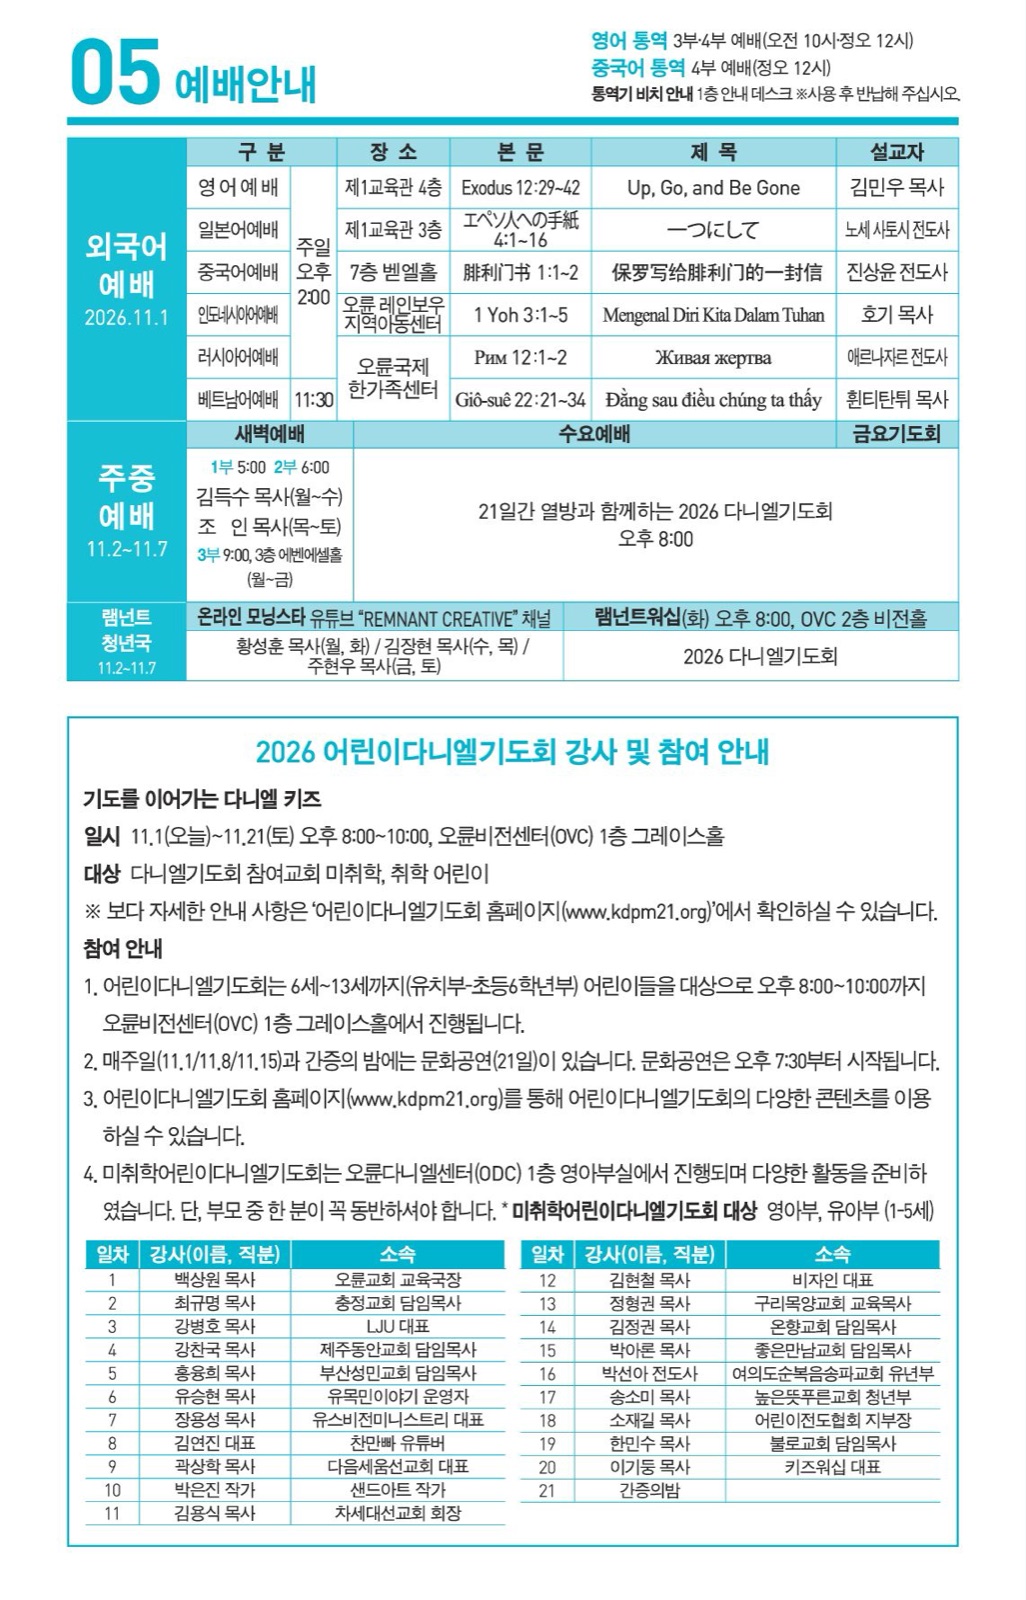 05 예배안내
영어 통역 3부·4부 예배(오전 10시·정오 12시)
중국어 통역 4부 예배(정오 12시)
통역기 비치 안내 1층 안내 데스크 ※사용 후 반납해 주십시오.
외국어
예배
2026.11.1
구 분 장 소 본 문 제 목 설교자
영어예배 제1교육관 4층 Exodus 12:29~42 Up, Go, and Be Gone 김민우 목사
일본어예배 제1교육관 3층 エペソ人への手紙 4:1~16 一つにして 노세 사토시 전도사
주일
오후
2:00
중국어예배 7층 벧엘홀 腓利门书 1:1~2 保罗写给腓利门的一封信 진상윤 전도사
인도네시아어예배 오륜 레인보우 지역아동센터 1 Yoh 3:1~5 Mengenal Diri Kita Dalam Tuhan 호기 목사
러시아어예배 오륜국제 한가족센터 Рим 12:1~2 Живая жертва 애르나자르 전도사
베트남어예배 11:30 Giô-suê 22:21~34 Đằng sau điều chúng ta thấy 휜티탄튀 목사
주중
예배
11.2~11.7
새벽예배 수요예배 금요기도회
1부 5:00 2부 6:00
김득수 목사(월~수)
조 인 목사(목~토)
3부 9:00, 3층 에벤에셀홀
(월~금)
21일간 열방과 함께하는 2026 다니엘기도회
오후 8:00
램넌트
청년국
11.2~11.7
온라인 모닝스타 유튜브 “REMNANT CREATIVE” 채널 램넌트워십(화) 오후 8:00, OVC 2층 비전홀
황성훈 목사(월, 화) / 김장현 목사(수, 목) /
주현우 목사(금, 토)
2026 다니엘기도회
2026 어린이다니엘기도회 강사 및 참여 안내
기도를 이어가는 다니엘 키즈
일시 11.1(오늘)~11.21(토) 오후 8:00~10:00, 오륜비전센터(OVC) 1층 그레이스홀
대상 다니엘기도회 참여교회 미취학, 취학 어린이
※ 보다 자세한 안내 사항은 ‘어린이다니엘기도회 홈페이지(www.kdpm21.org)’에서 확인하실 수 있습니다.
참여 안내
1. 어린이다니엘기도회는 6세~13세까지(유치부-초등6학년부) 어린이들을 대상으로 오후 8:00~10:00까지
오륜비전센터(OVC) 1층 그레이스홀에서 진행됩니다.
2. 매주일(11.1/11.8/11.15)과 간증의 밤에는 문화공연(21일)이 있습니다. 문화공연은 오후 7:30부터 시작됩니다.
3. 어린이다니엘기도회 홈페이지(www.kdpm21.org)를 통해 어린이다니엘기도회의 다양한 콘텐츠를 이용
하실 수 있습니다.
4. 미취학어린이다니엘기도회는 오륜다니엘센터(ODC) 1층 영아부실에서 진행되며 다양한 활동을 준비하
였습니다. 단, 부모 중 한 분이 꼭 동반하셔야 합니다. * 미취학어린이다니엘기도회 대상 영아부, 유아부 (1-5세)
일차 강사(이름, 직분) 소속
1 백상원 목사 오륜교회 교육국장
2 최규명 목사 충정교회 담임목사
3 강병호 목사 LJU 대표
4 강찬국 목사 제주동안교회 담임목사
5 홍융희 목사 부산성민교회 담임목사
6 유승현 목사 유목민이야기 운영자
7 장용성 목사 유스비전미니스트리 대표
8 김연진 대표 찬만빠 유튜버
9 곽상학 목사 다음세움선교회 대표
10 박은진 작가 샌드아트 작가
11 김용식 목사 차세대선교회 회장
일차 강사(이름, 직분) 소속
12 김현철 목사 비자인 대표
13 정형권 목사 구리목양교회 교육목사
14 김정권 목사 온향교회 담임목사
15 박아론 목사 좋은만남교회 담임목사
16 박선아 전도사 여의도순복음송파교회 유년부
17 송소미 목사 높은뜻푸른교회 청년부
18 소재길 목사 어린이전도협회 지부장
19 한민수 목사 불로교회 담임목사
20 이기둥 목사 키즈워십 대표
21 간증의밤